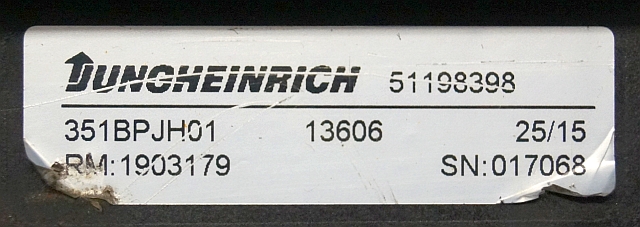 JUNGHEINRICH 51198398
351BPJH01 13606 25/15
RM:1903179 SN:017068